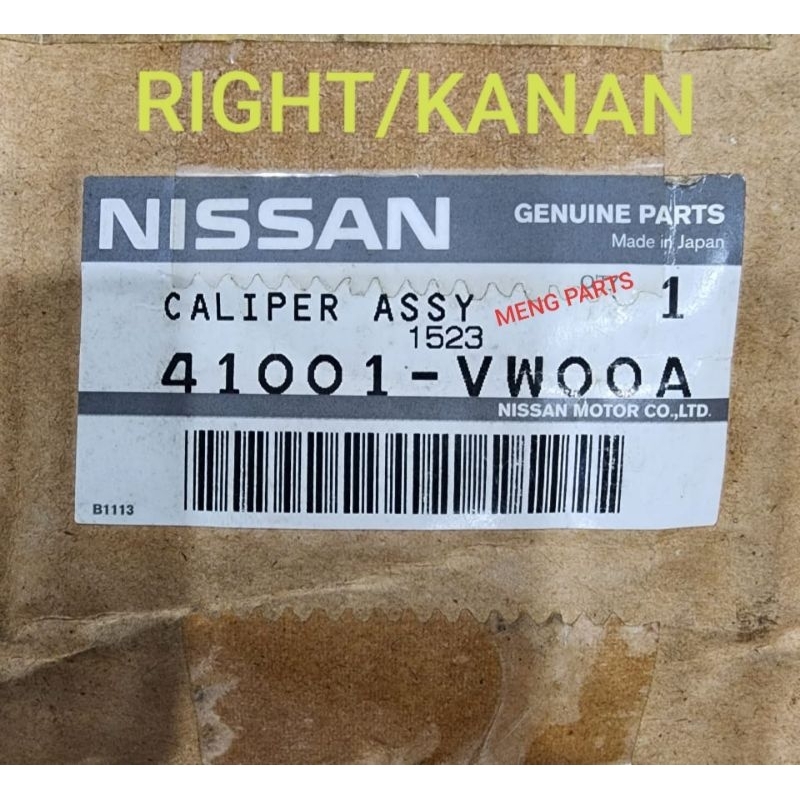 RIGHT/KANAN
NISSAN
GENUINE PARTS
Made in Japan
CALIPER ASSY
MENG PARTS
1
1523
41001-VW00A
NISSAN MOTOR CO.,LTD.
B1113